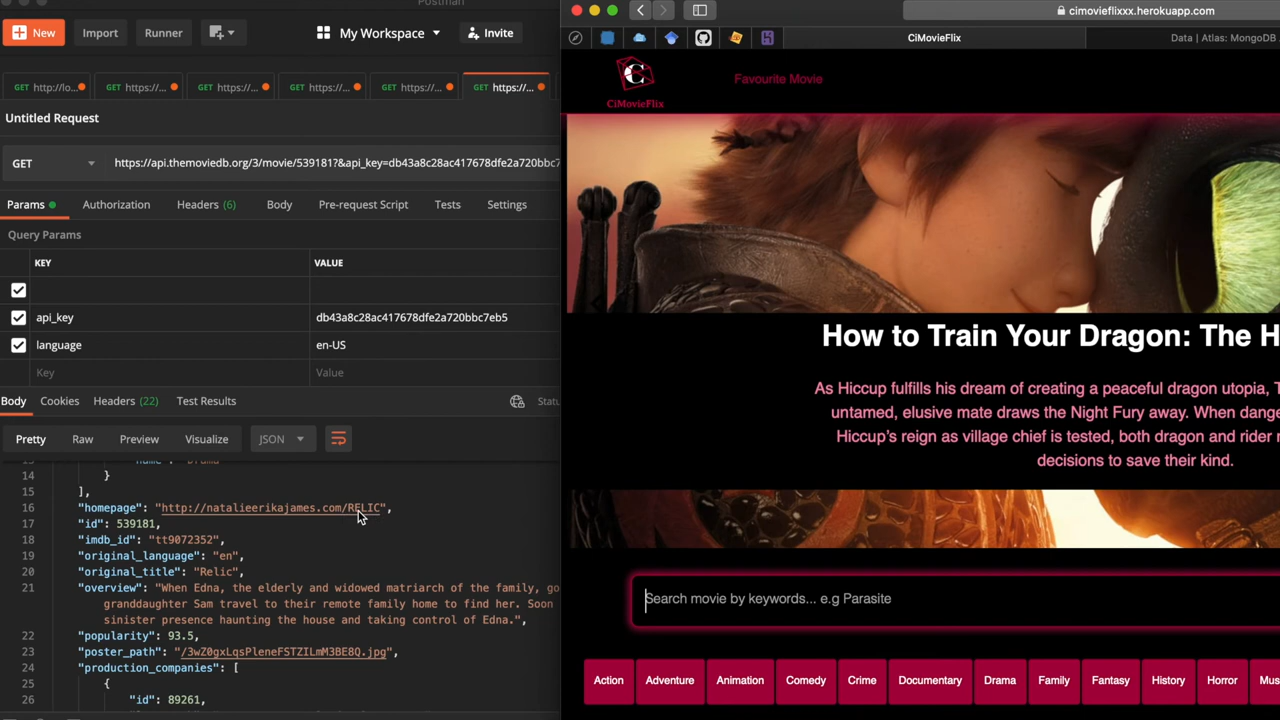 Postman
New
Import
Runner
My Workspace
Invite
GET http://lo...
GET https:/...
GET https:/...
GET https:/...
GET https:/...
GET https:/...
Untitled Request
GET
https://api.themoviedb.org/3/movie/539181?&api_key=db43a8c28ac417678dfe2a720bbc7
Params
Authorization
Headers (6)
Body
Pre-request Script
Tests
Settings
Query Params
KEY
VALUE
api_key
db43a8c28ac417678dfe2a720bbc7eb5
language
en-US
Key
Value
Body
Cookies
Headers (22)
Test Results
Statu
Pretty
Raw
Preview
Visualize
JSON
14 }
15 ],
16 "homepage": "http://natalieerikajames.com/RELIC",
17 "id": 539181,
18 "imdb_id": "tt9072352",
19 "original_language": "en",
20 "original_title": "Relic",
21 "overview": "When Edna, the elderly and widowed matriarch of the family, go
granddaughter Sam travel to their remote family home to find her. Soon
sinister presence haunting the house and taking control of Edna.",
22 "popularity": 93.5,
23 "poster_path": "/3wZ0gxLqsPleneFSTZILmM3BE8Q.jpg",
24 "production_companies": [
25 {
26 "id": 89261,
cimovieflixxx.herokuapp.com
CiMovieFlix
Data | Atlas: MongoDB A
C
CiMovieFlix
Favourite Movie
How to Train Your Dragon: The H
As Hiccup fulfills his dream of creating a peaceful dragon utopia, T
untamed, elusive mate draws the Night Fury away. When dange
Hiccup's reign as village chief is tested, both dragon and rider r
decisions to save their kind.
Search movie by keywords... e.g Parasite
Action
Adventure
Animation
Comedy
Crime
Documentary
Drama
Family
Fantasy
History
Horror
Mus